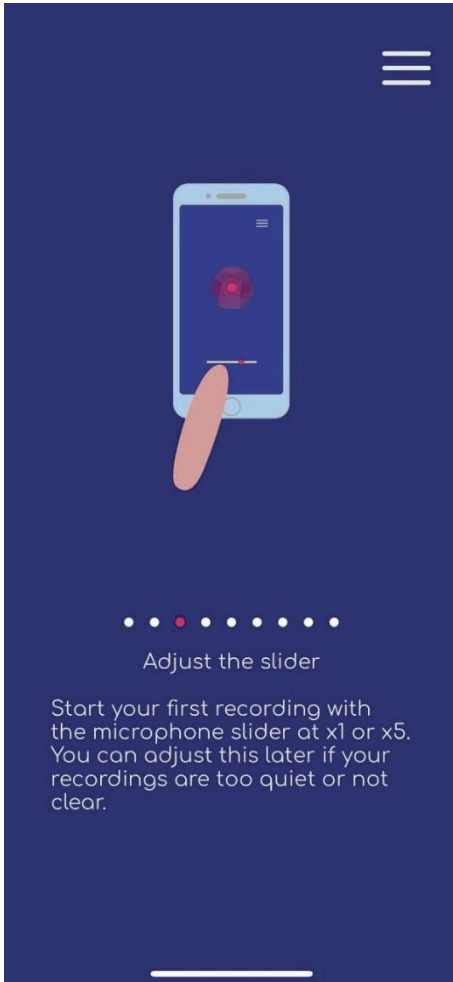 Adjust the slider
Start your first recording with
the microphone slider at x1 or x5.
You can adjust this later if your
recordings are too quiet or not
clear.